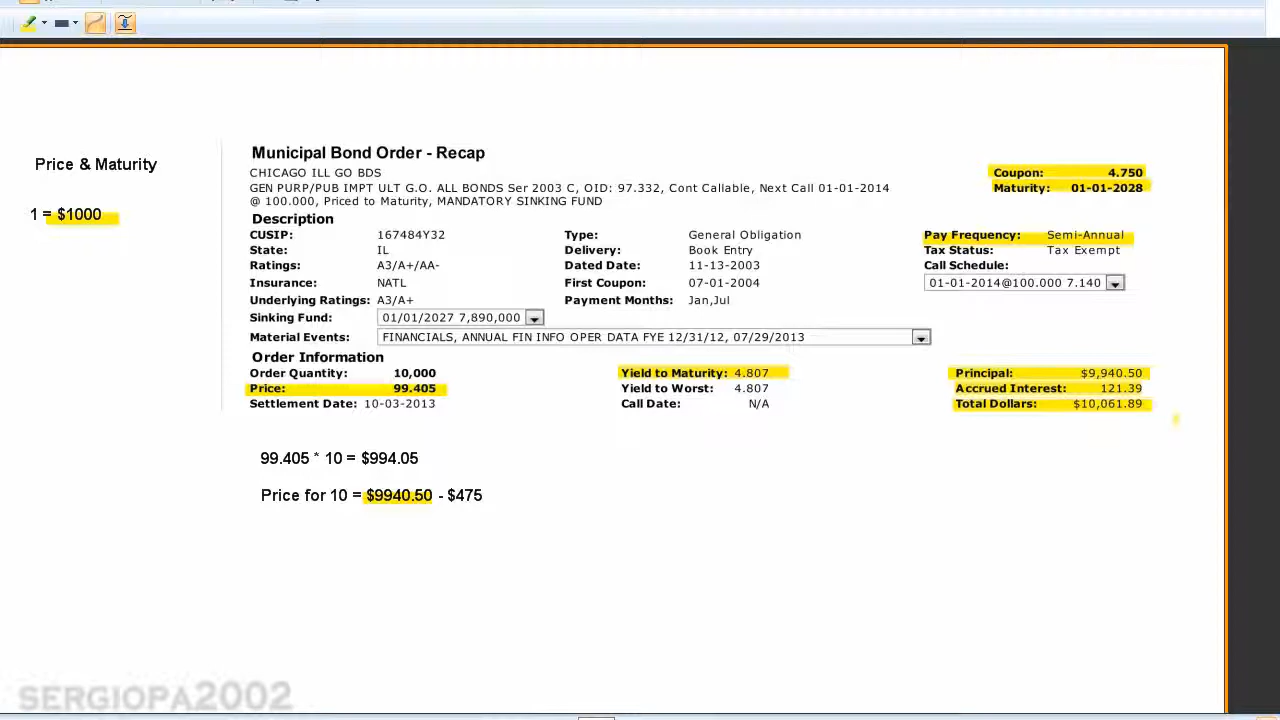 Price & Maturity
1 = $1000
Municipal Bond Order - Recap
CHICAGO ILL GO BDS
GEN PURP/PUB IMPT ULT G.O. ALL BONDS Ser 2003 C, OID: 97.332, Cont Callable, Next Call 01-01-2014
@ 100.000, Priced to Maturity, MANDATORY SINKING FUND
Coupon: 4.750
Maturity: 01-01-2028
Description
CUSIP: 167484Y32 Type: General Obligation Pay Frequency: Semi-Annual
State: IL Delivery: Book Entry Tax Status: Tax Exempt
Ratings: A3/A+/AA- Dated Date: 11-13-2003 Call Schedule:
Insurance: NATL First Coupon: 07-01-2004 01-01-2014@100.000 7.140
Underlying Ratings: A3/A+ Payment Months: Jan,Jul
Sinking Fund: 01/01/2027 7,890,000
Material Events: FINANCIALS, ANNUAL FIN INFO OPER DATA FYE 12/31/12, 07/29/2013
Order Information
Order Quantity: 10,000 Yield to Maturity: 4.807 Principal: $9,940.50
Price: 99.405 Yield to Worst: 4.807 Accrued Interest: 121.39
Settlement Date: 10-03-2013 Call Date: N/A Total Dollars: $10,061.89
99.405 * 10 = $994.05
Price for 10 = $9940.50 - $475
SERGIOPA2002